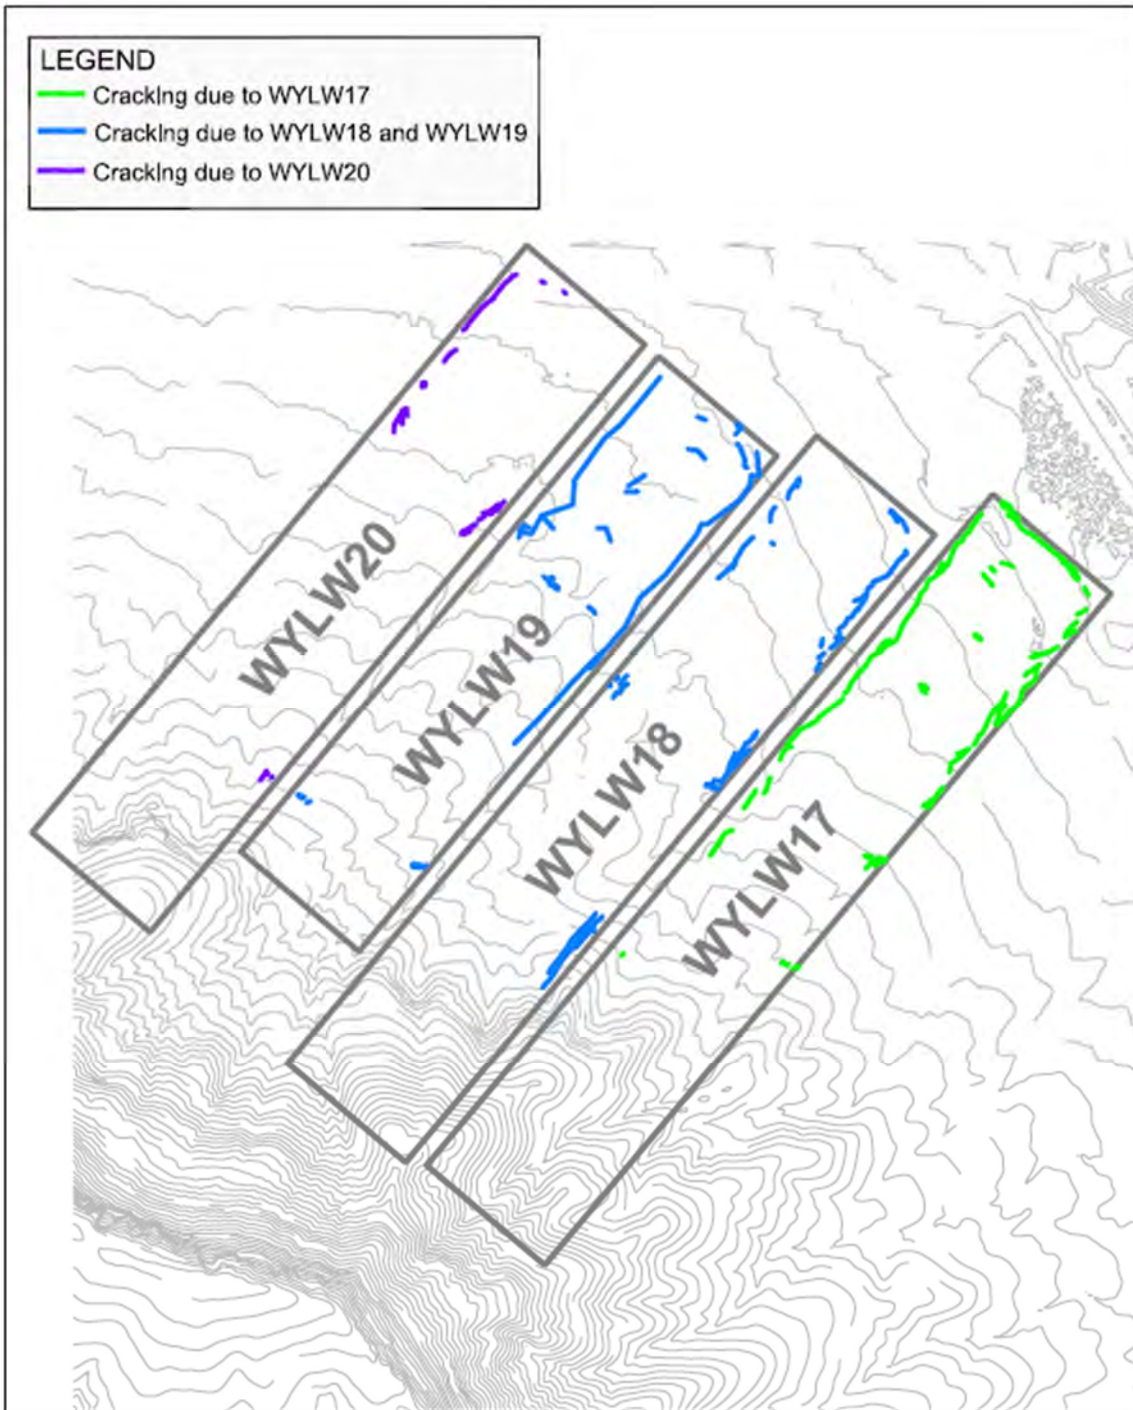 LEGEND
Cracking due to WYLW17
Cracking due to WYLW18 and WYLW19
Cracking due to WYLW20
WYLW20
WYLW19
WYLW18
WYLW17